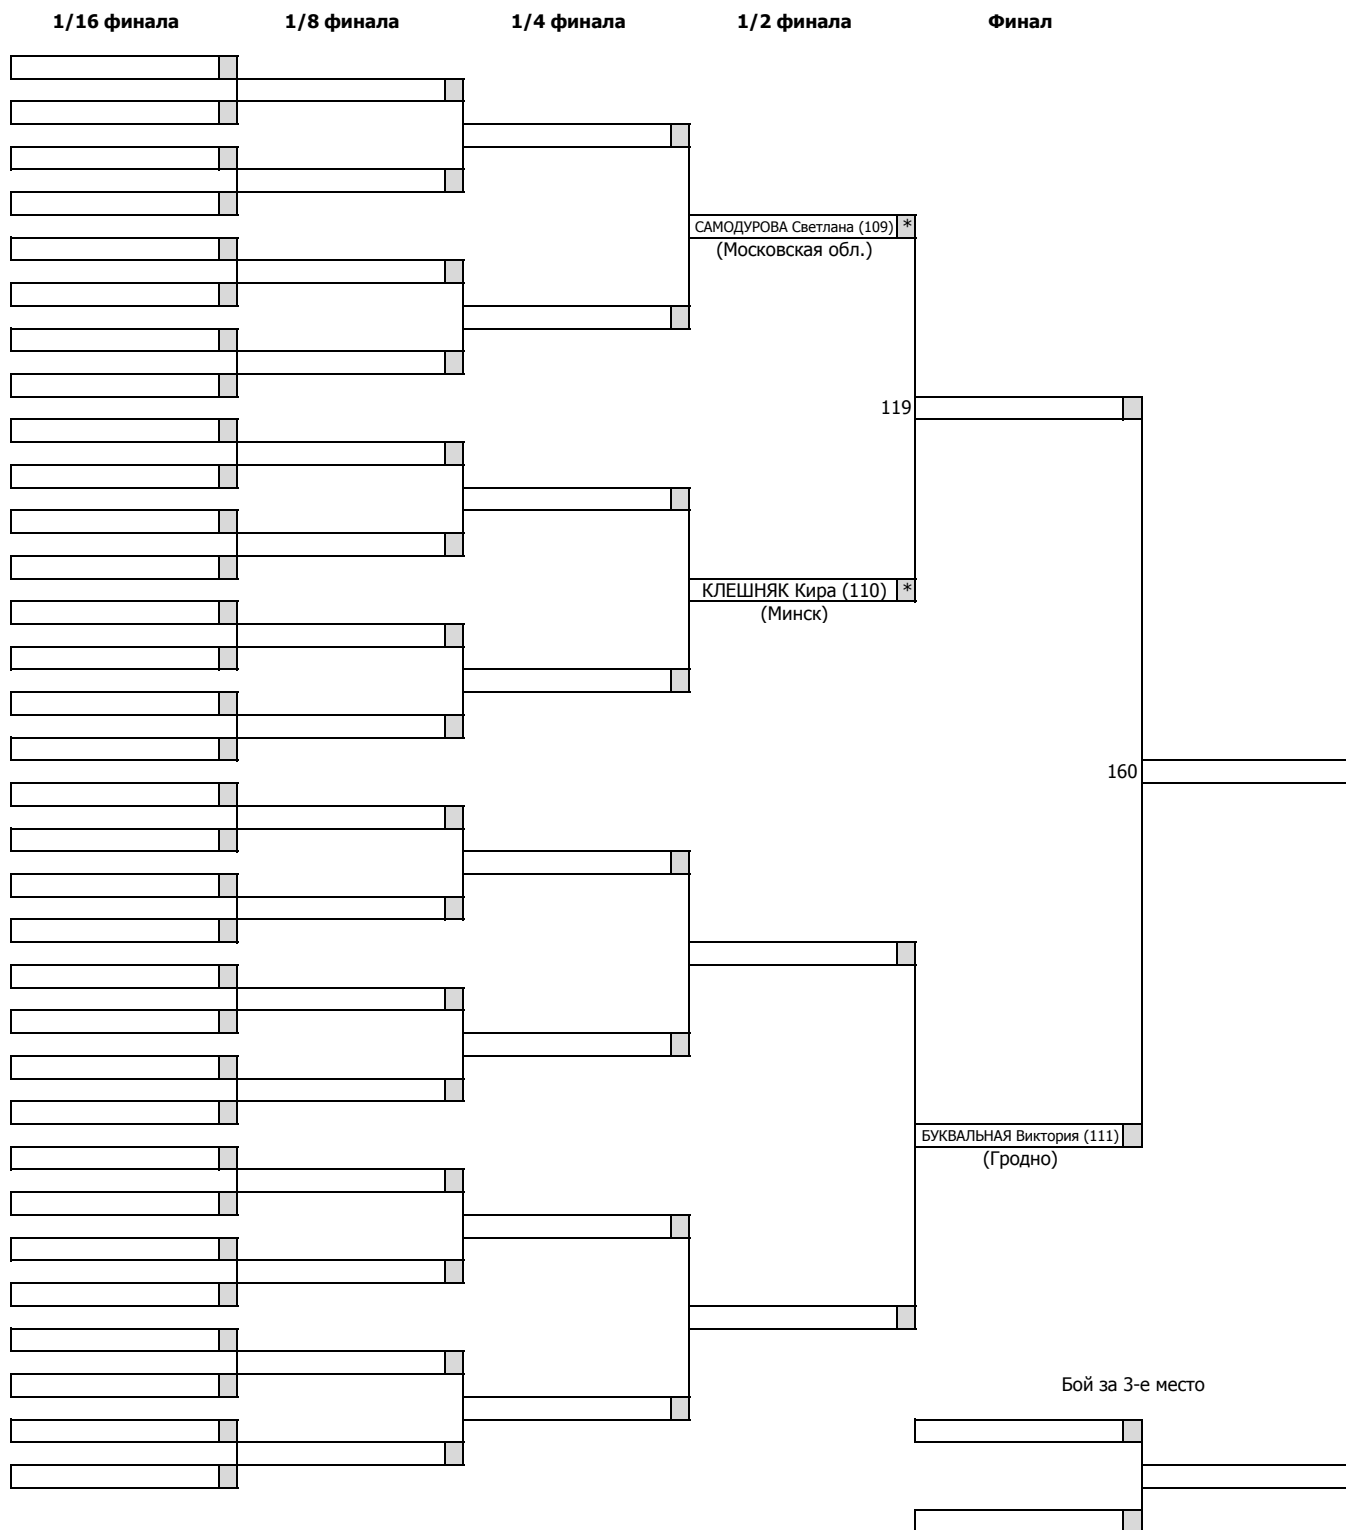 1/16 финала 1/8 финала 1/4 финала 1/2 финала Финал
САМОДУРОВА Светлана (109) *
(Московская обл.)
119
КЛЕШНЯК Кира (110) *
(Минск)
160
БУКВАЛЬНАЯ Виктория (111)
(Гродно)
Бой за 3-е место